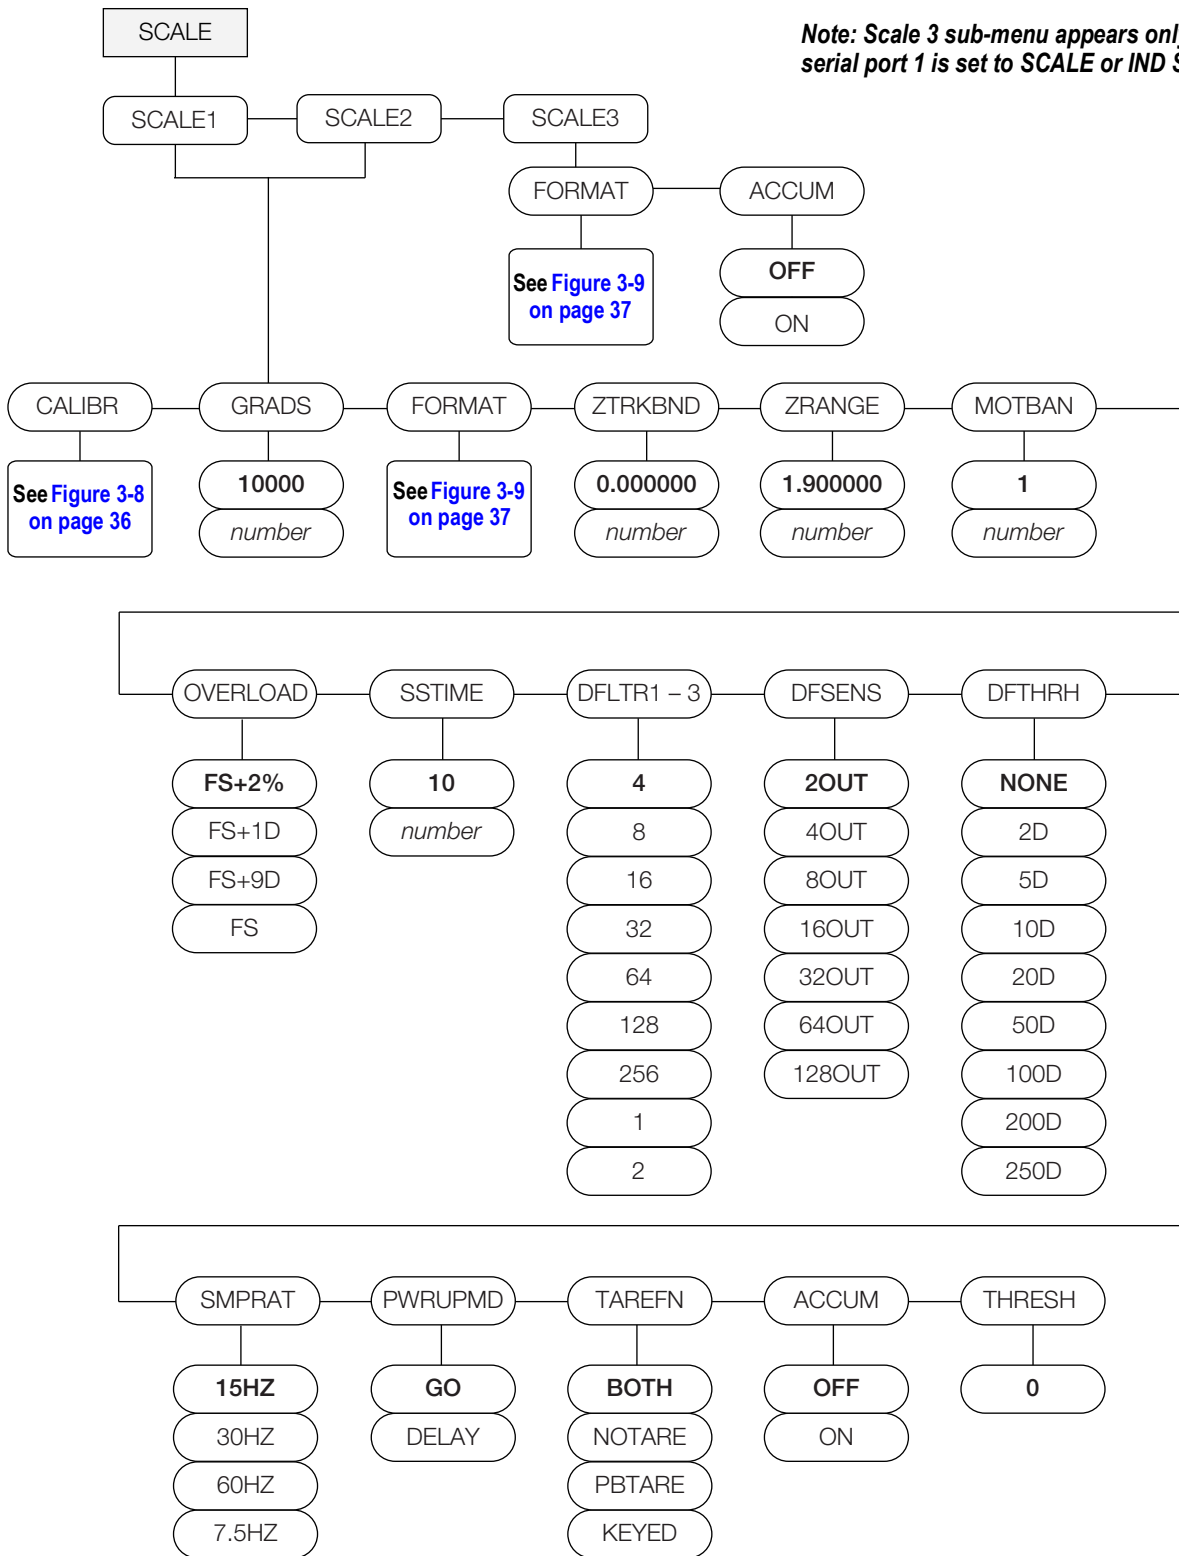 SCALE
Note: Scale 3 sub-menu appears only
serial port 1 is set to SCALE or IND S
SCALE1
SCALE2
SCALE3
FORMAT
ACCUM
See Figure 3-9
on page 37
OFF
ON
CALIBR
GRADS
FORMAT
ZTRKBND
ZRANGE
MOTBAN
See Figure 3-8
on page 36
10000
number
See Figure 3-9
on page 37
0.000000
number
1.900000
number
1
number
OVERLOAD
SSTIME
DFLTR1 – 3
DFSENS
DFTHRH
FS+2%
FS+1D
FS+9D
FS
10
number
4
8
16
32
64
128
256
1
2
2OUT
4OUT
8OUT
16OUT
32OUT
64OUT
128OUT
NONE
2D
5D
10D
20D
50D
100D
200D
250D
SMPRAT
PWRUPMD
TAREFN
ACCUM
THRESH
15HZ
30HZ
60HZ
7.5HZ
GO
DELAY
BOTH
NOTARE
PBTARE
KEYED
OFF
ON
0